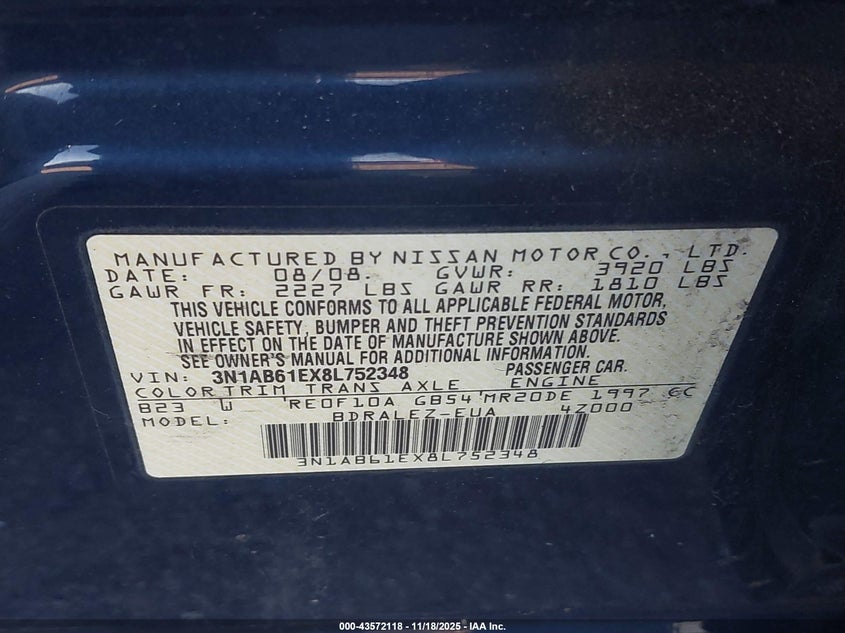 MANUFACTURED BY NISSAN MOTOR CO., LTD.
DATE: 08/08. GVWR: 3920 LBS
GAWR FR: 2227 LBS GAWR RR: 1810 LBS
THIS VEHICLE CONFORMS TO ALL APPLICABLE FEDERAL MOTOR,
VEHICLE SAFETY, BUMPER AND THEFT PREVENTION STANDARDS
IN EFFECT ON THE DATE OF MANUFACTURE SHOWN ABOVE.
SEE OWNER'S MANUAL FOR ADDITIONAL INFORMATION.
VIN: 3N1AB61EX8L752348 PASSENGER CAR.
COLOR TRIM TRANS AXLE ENGINE
B23 W RE0F10A GB54 MR20DE 1997 CC
MODEL: BDRALEZ-EUA 4Z000
3N1AB61EX8L752348
000-43572118 - 11/18/2025 - IAA Inc.